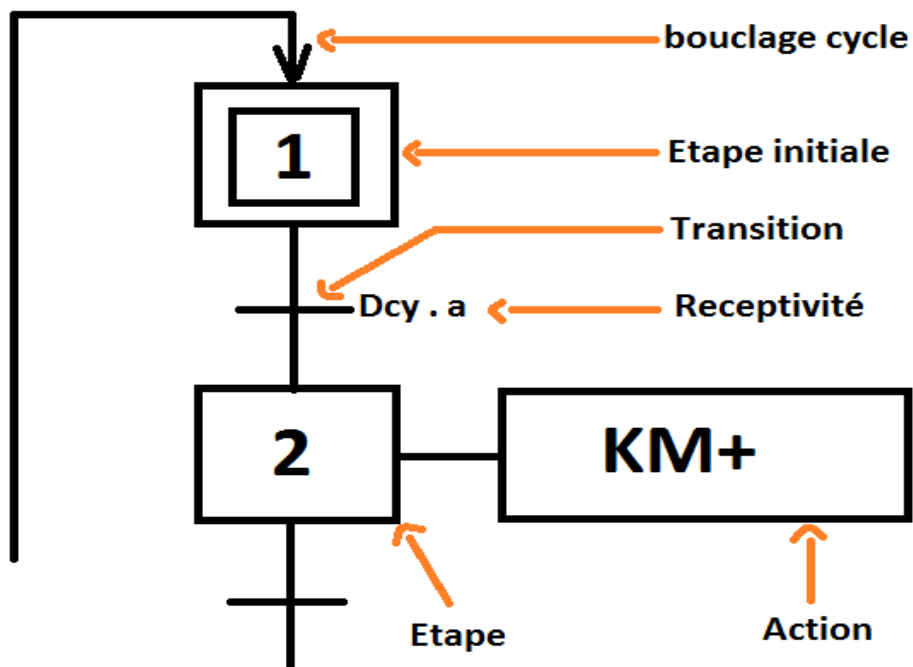 bouclage cycle
1
Etape initiale
Transition
Dcy . a
Receptivité
2
KM+
Etape
Action